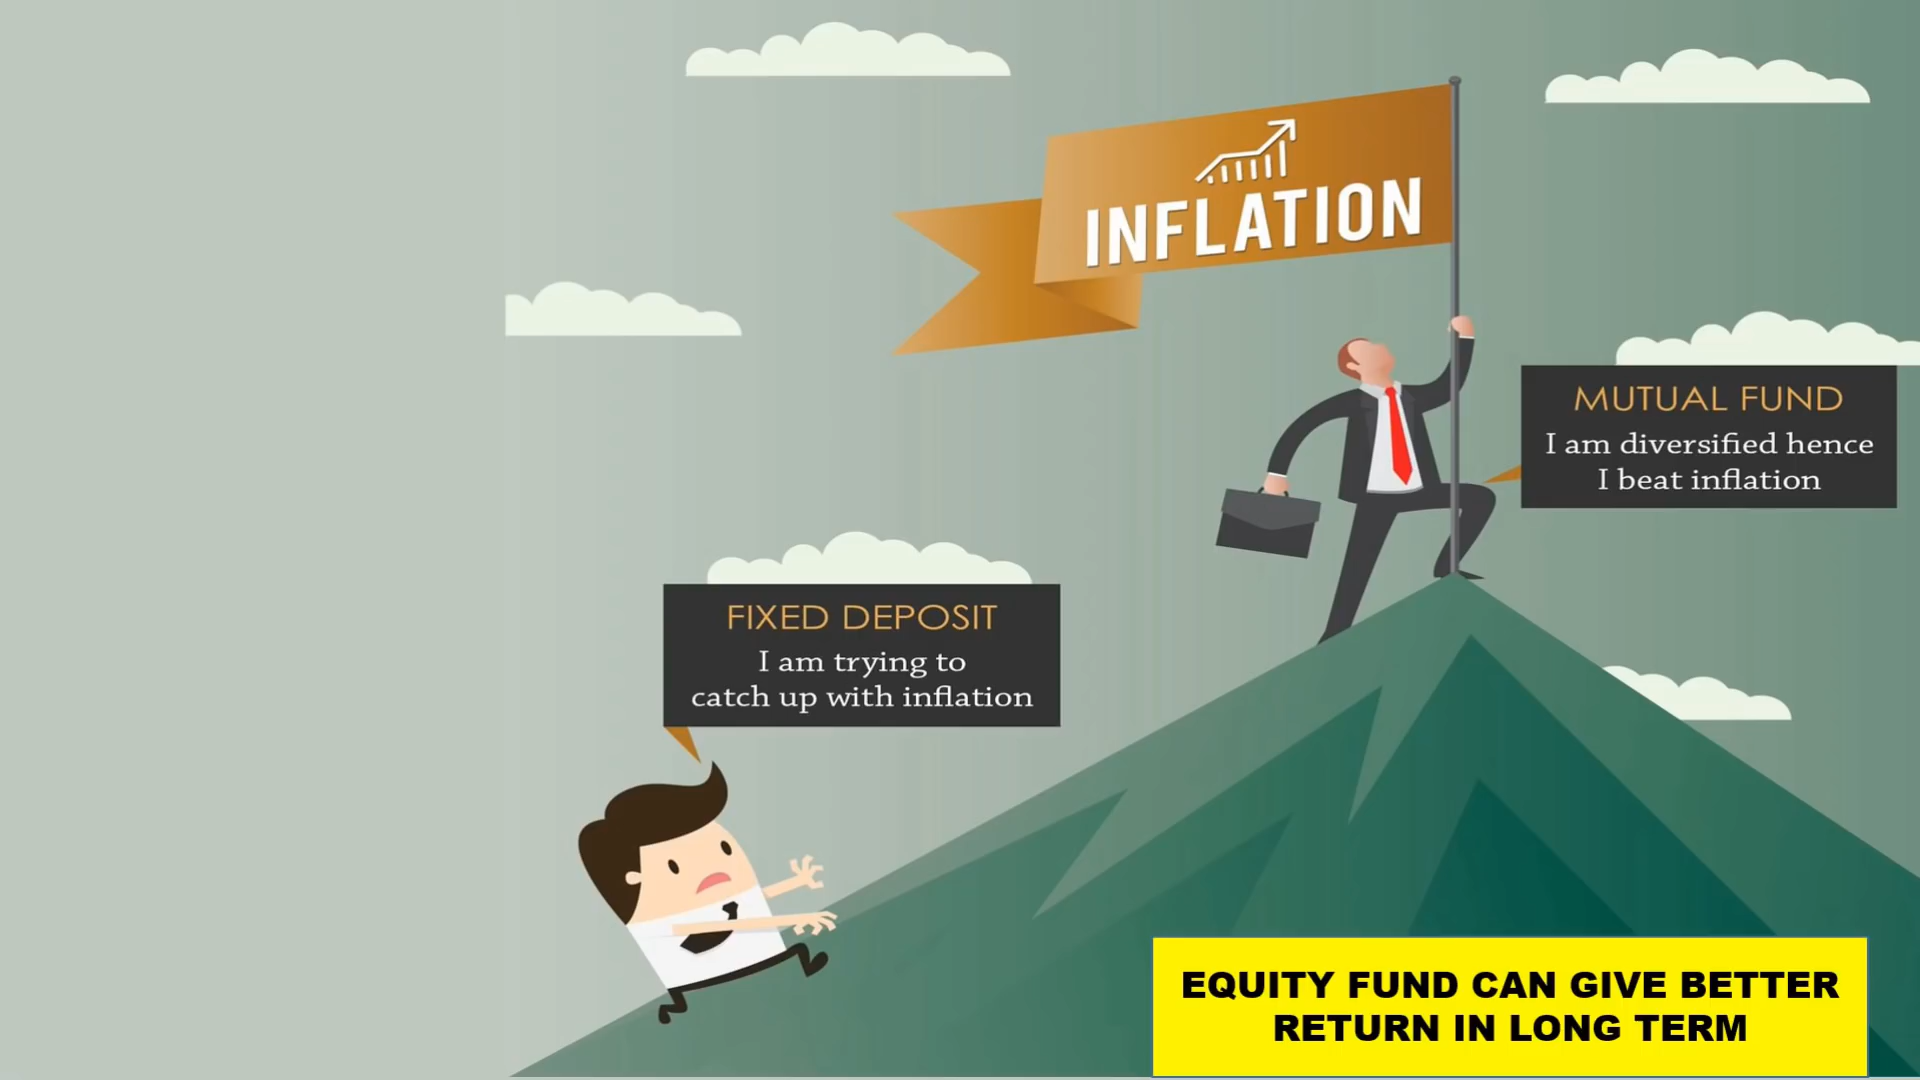 INFLATION
MUTUAL FUND
I am diversified hence
I beat inflation
FIXED DEPOSIT
I am trying to
catch up with inflation
EQUITY FUND CAN GIVE BETTER
RETURN IN LONG TERM